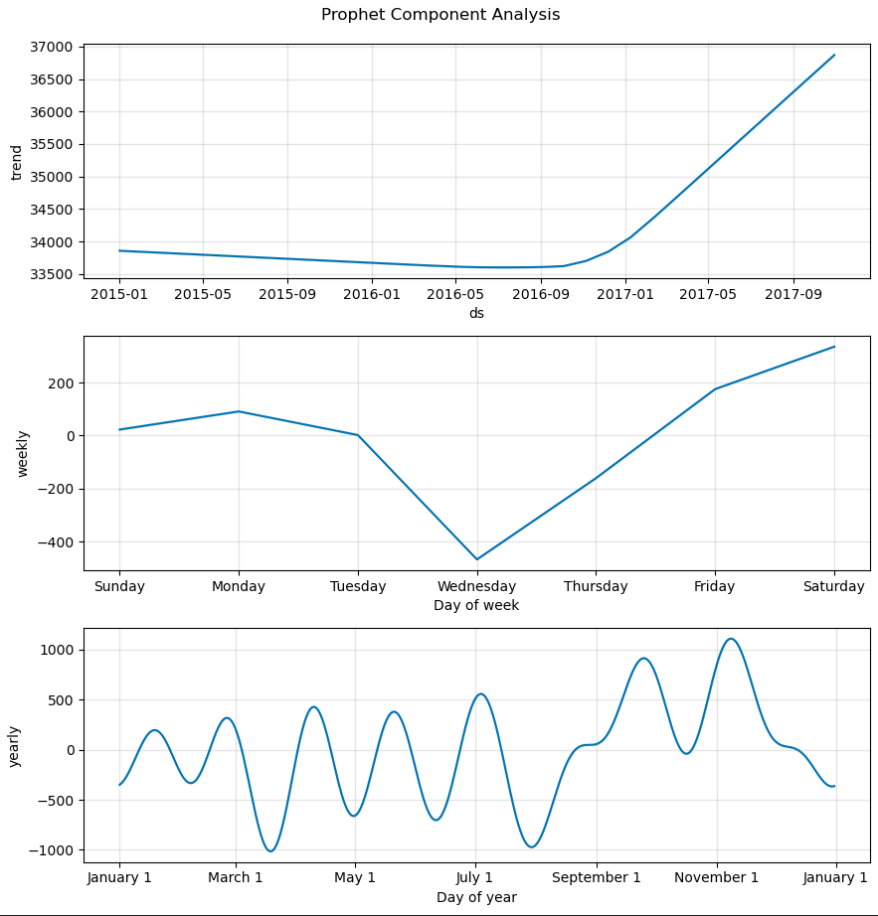 Prophet Component Analysis
37000
36500
36000
35500
35000
34500
34000
33500
trend
2015-01 2015-05 2015-09 2016-01 2016-05 2016-09 2017-01 2017-05 2017-09
ds
200
0
−200
−400
weekly
Sunday Monday Tuesday Wednesday Thursday Friday Saturday
Day of week
1000
500
0
−500
−1000
yearly
January 1 March 1 May 1 July 1 September 1 November 1 January 1
Day of year